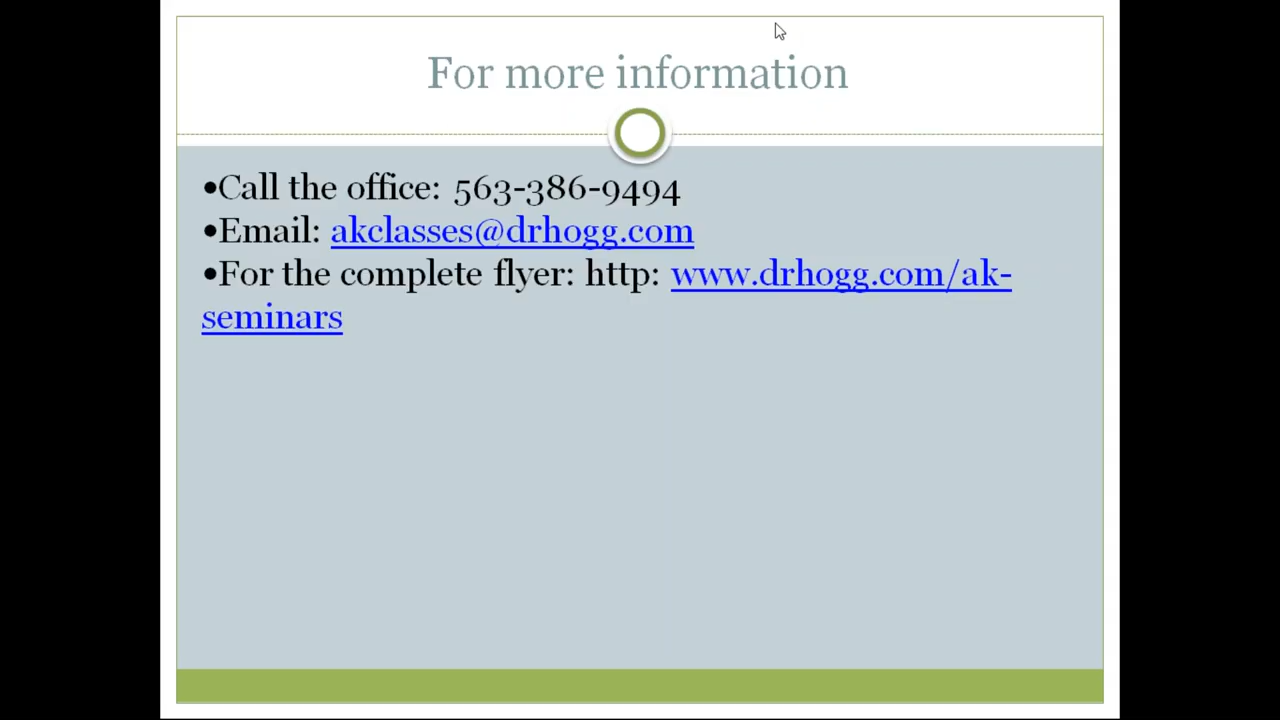 For more information
•Call the office: 563-386-9494
•Email: akclasses@drhogg.com
•For the complete flyer: http: www.drhogg.com/ak-
seminars